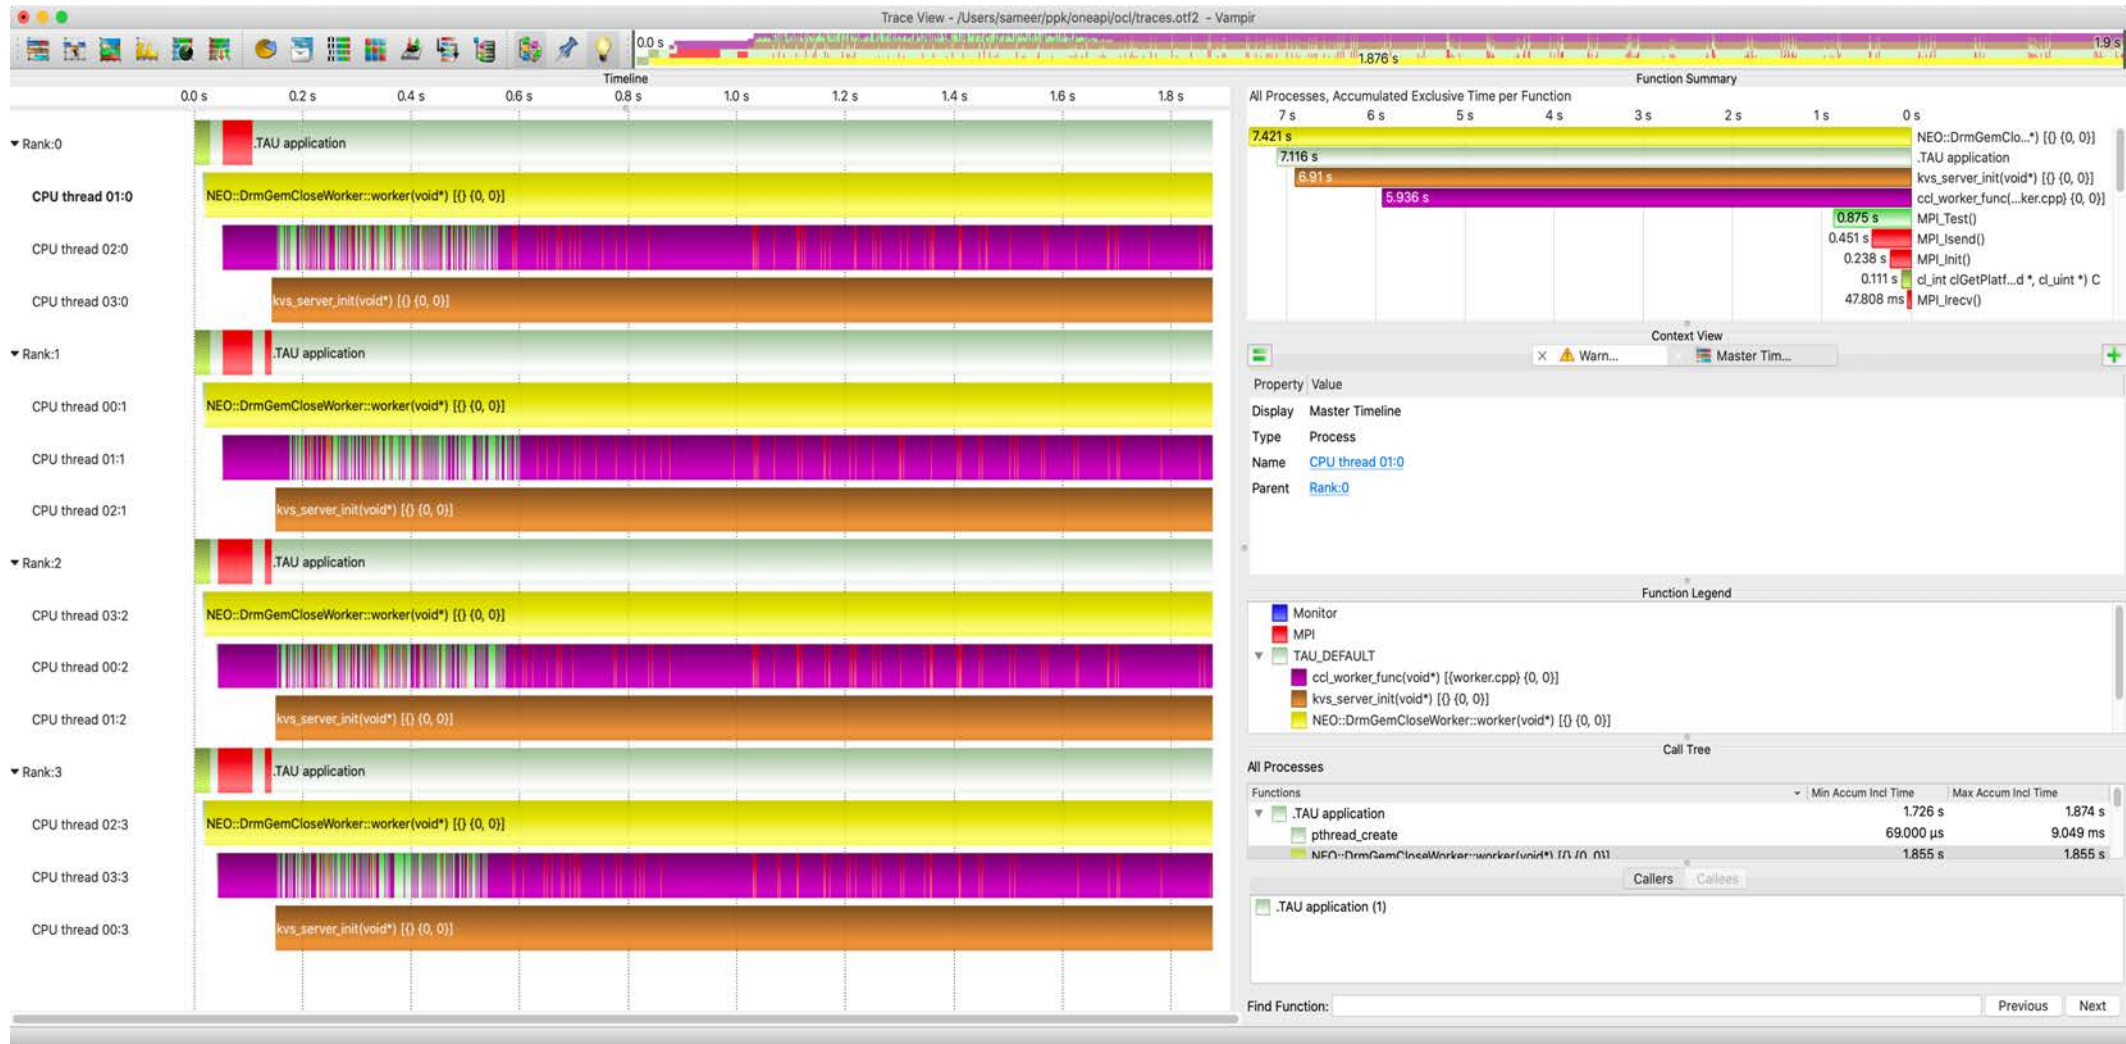 Trace View - /Users/sameer/ppk/oneapi/ocl/traces.otf2 - Vampir
0.0 s
1.876 s
1.9 s
Timeline
0.0 s 0.2 s 0.4 s 0.6 s 0.8 s 1.0 s 1.2 s 1.4 s 1.6 s 1.8 s
Rank:0
.TAU application
CPU thread 01:0
NEO::DrmGemCloseWorker::worker(void*) [{} {0, 0}]
CPU thread 02:0
CPU thread 03:0
kvs_server_init(void*) [{} {0, 0}]
Rank:1
.TAU application
CPU thread 00:1
NEO::DrmGemCloseWorker::worker(void*) [{} {0, 0}]
CPU thread 01:1
CPU thread 02:1
kvs_server_init(void*) [{} {0, 0}]
Rank:2
.TAU application
CPU thread 03:2
NEO::DrmGemCloseWorker::worker(void*) [{} {0, 0}]
CPU thread 00:2
CPU thread 01:2
kvs_server_init(void*) [{} {0, 0}]
Rank:3
.TAU application
CPU thread 02:3
NEO::DrmGemCloseWorker::worker(void*) [{} {0, 0}]
CPU thread 03:3
CPU thread 00:3
kvs_server_init(void*) [{} {0, 0}]
Function Summary
All Processes, Accumulated Exclusive Time per Function
7 s 6 s 5 s 4 s 3 s 2 s 1 s 0 s
7.421 s NEO::DrmGemClo...*) [{} {0, 0}]
7.116 s .TAU application
6.91 s kvs_server_init(void*) [{} {0, 0}]
5.936 s ccl_worker_func(...ker.cpp} {0, 0}]
0.875 s MPI_Test()
0.451 s MPI_Isend()
0.238 s MPI_Init()
0.111 s cl_int clGetPlatf...d *, cl_uint *) C
47.808 ms MPI_Irecv()
Context View
Warn... Master Tim...
Property Value
Display Master Timeline
Type Process
Name CPU thread 01:0
Parent Rank:0
Function Legend
Monitor
MPI
TAU_DEFAULT
ccl_worker_func(void*) [{worker.cpp} {0, 0}]
kvs_server_init(void*) [{} {0, 0}]
NEO::DrmGemCloseWorker::worker(void*) [{} {0, 0}]
Call Tree
All Processes
Functions Min Accum Incl Time Max Accum Incl Time
.TAU application 1.726 s 1.874 s
pthread_create 69.000 µs 9.049 ms
NEO::DrmGemCloseWorker::worker(void*) [{} {0, 0}] 1.855 s 1.855 s
Callers Callees
.TAU application (1)
Find Function:
Previous Next